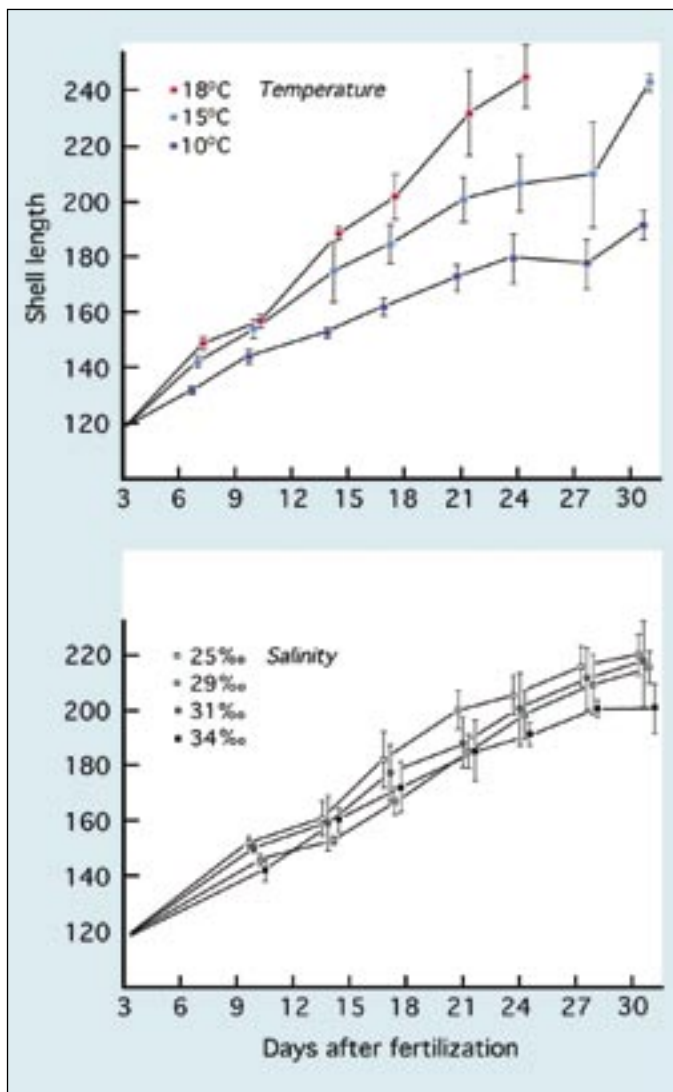 240
220
200
180
160
140
120
Shell length
18°C Temperature
15°C
10°C
3 6 9 12 15 18 21 24 27 30
220
200
180
160
140
120
25‰ Salinity
29‰
31‰
34‰
3 6 9 12 15 18 21 24 27 30
Days after fertilization